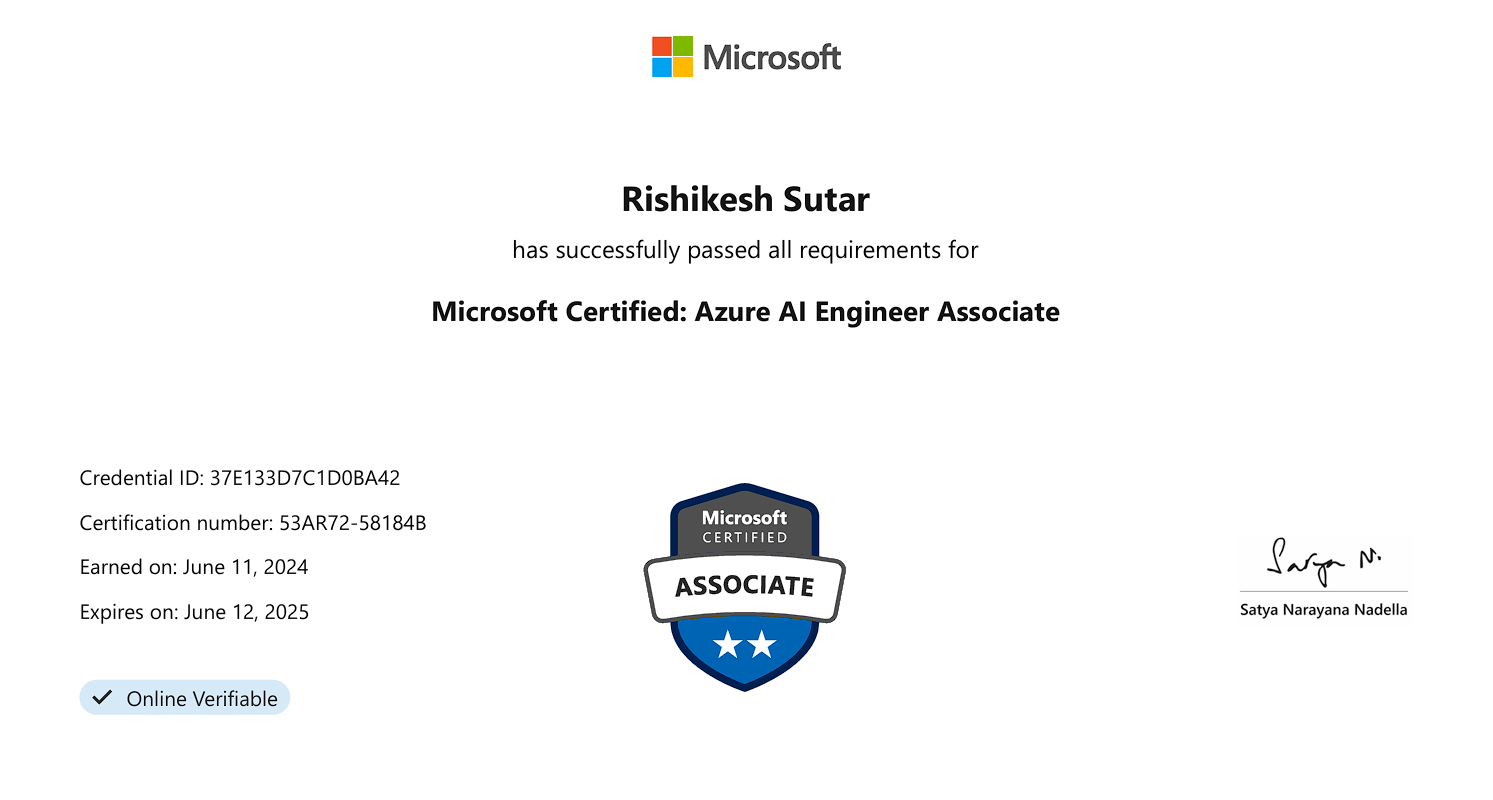 Microsoft
Rishikesh Sutar
has successfully passed all requirements for
Microsoft Certified: Azure AI Engineer Associate
Credential ID: 37E133D7C1D0BA42
Certification number: 53AR72-58184B
Earned on: June 11, 2024
Expires on: June 12, 2025
Online Verifiable
Microsoft
CERTIFIED
ASSOCIATE
Satya N.
Satya Narayana Nadella